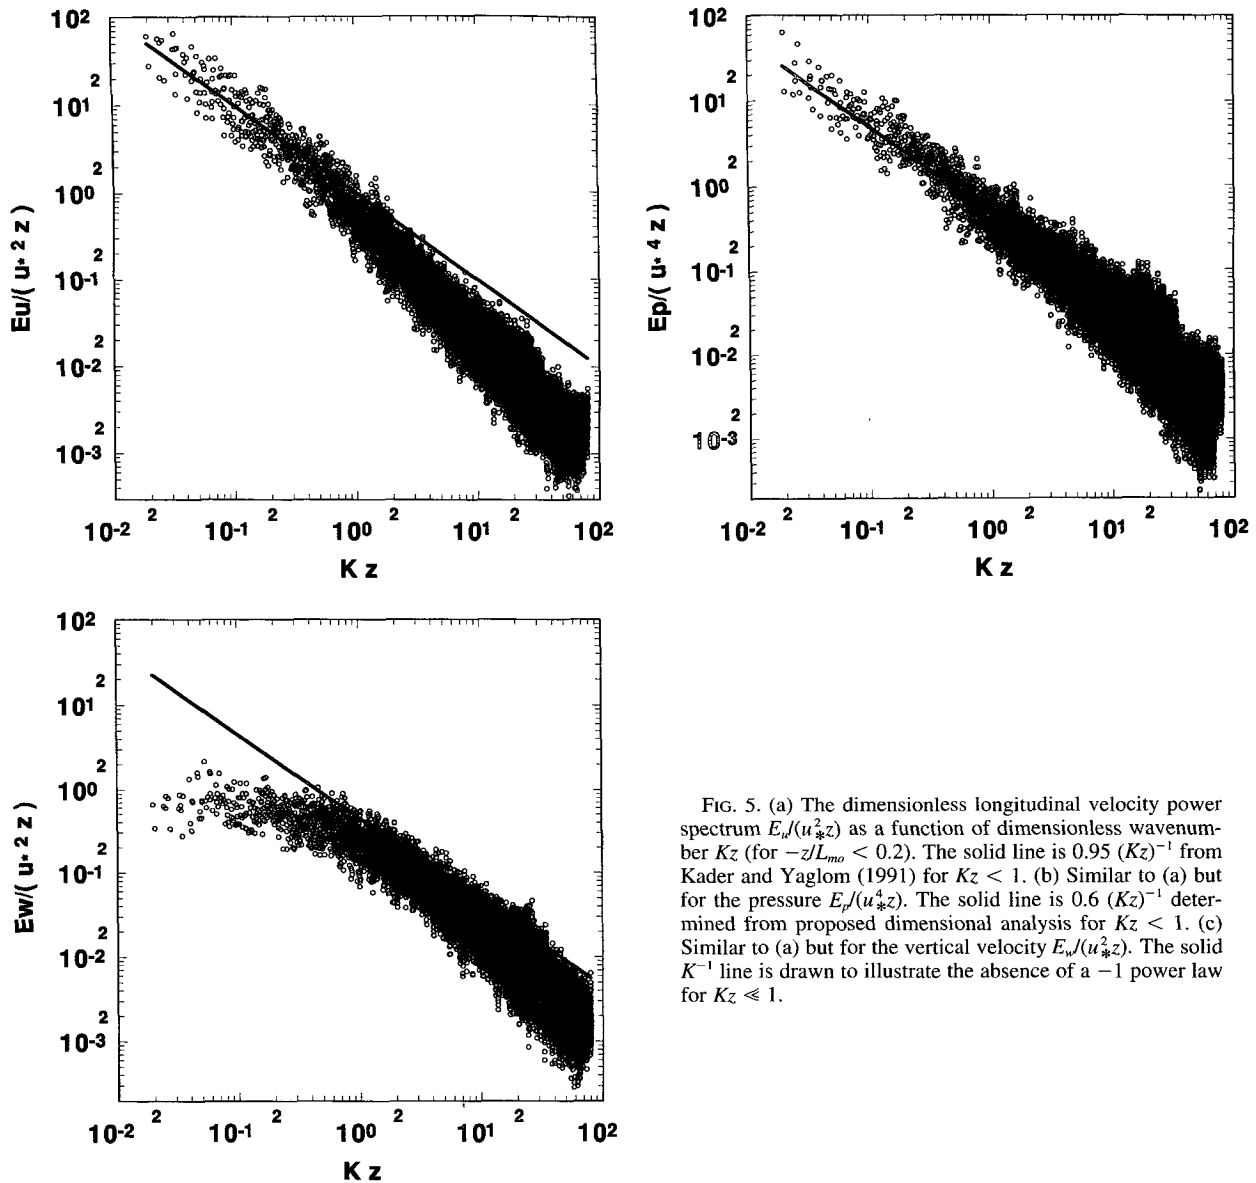 10²
2
10¹
2
10⁰
2
10⁻¹
2
10⁻²
2
10⁻³
Eu/( u* ² z )
10⁻² 2 10⁻¹ 2 10⁰ 2 10¹ 2 10²
K z
10²
2
10¹
2
10⁰
2
10⁻¹
2
10⁻²
2
10⁻³
Ep/( u* ⁴ z )
10⁻² 2 10⁻¹ 2 10⁰ 2 10¹ 2 10²
K z
10²
2
10¹
2
10⁰
2
10⁻¹
2
10⁻²
2
10⁻³
Ew/( u* ² z )
10⁻² 2 10⁻¹ 2 10⁰ 2 10¹ 2 10²
K z
FIG. 5. (a) The dimensionless longitudinal velocity power
spectrum Eᵤ/(u²*z) as a function of dimensionless wavenum-
ber Kz (for −z/Lₘₒ < 0.2). The solid line is 0.95 (Kz)⁻¹ from
Kader and Yaglom (1991) for Kz < 1. (b) Similar to (a) but
for the pressure Eₚ/(u⁴*z). The solid line is 0.6 (Kz)⁻¹ deter-
mined from proposed dimensional analysis for Kz < 1. (c)
Similar to (a) but for the vertical velocity E_w/(u²*z). The solid
K⁻¹ line is drawn to illustrate the absence of a −1 power law
for Kz ≪ 1.